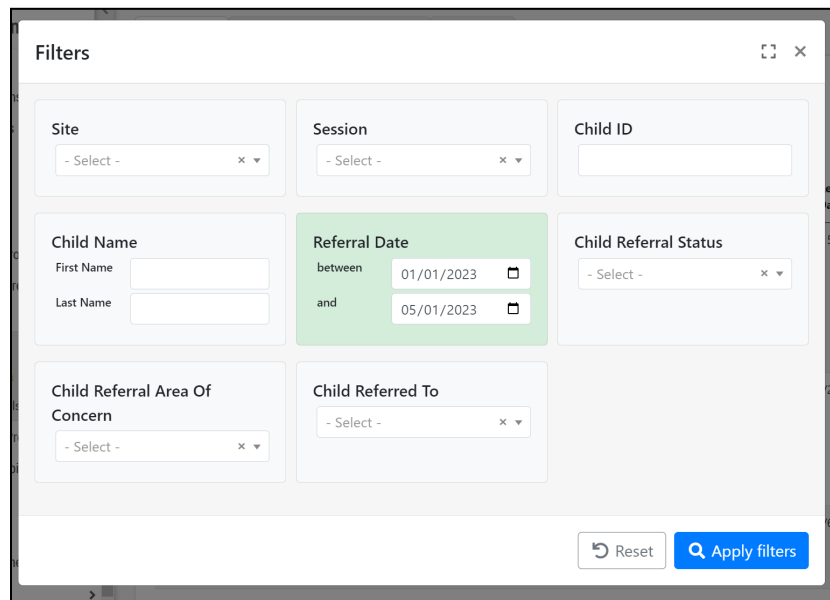 Filters
Site
- Select -
Session
- Select -
Child ID
Child Name
First Name
Last Name
Referral Date
between
01/01/2023
and
05/01/2023
Child Referral Status
- Select -
Child Referral Area Of
Concern
- Select -
Child Referred To
- Select -
Reset
Apply filters